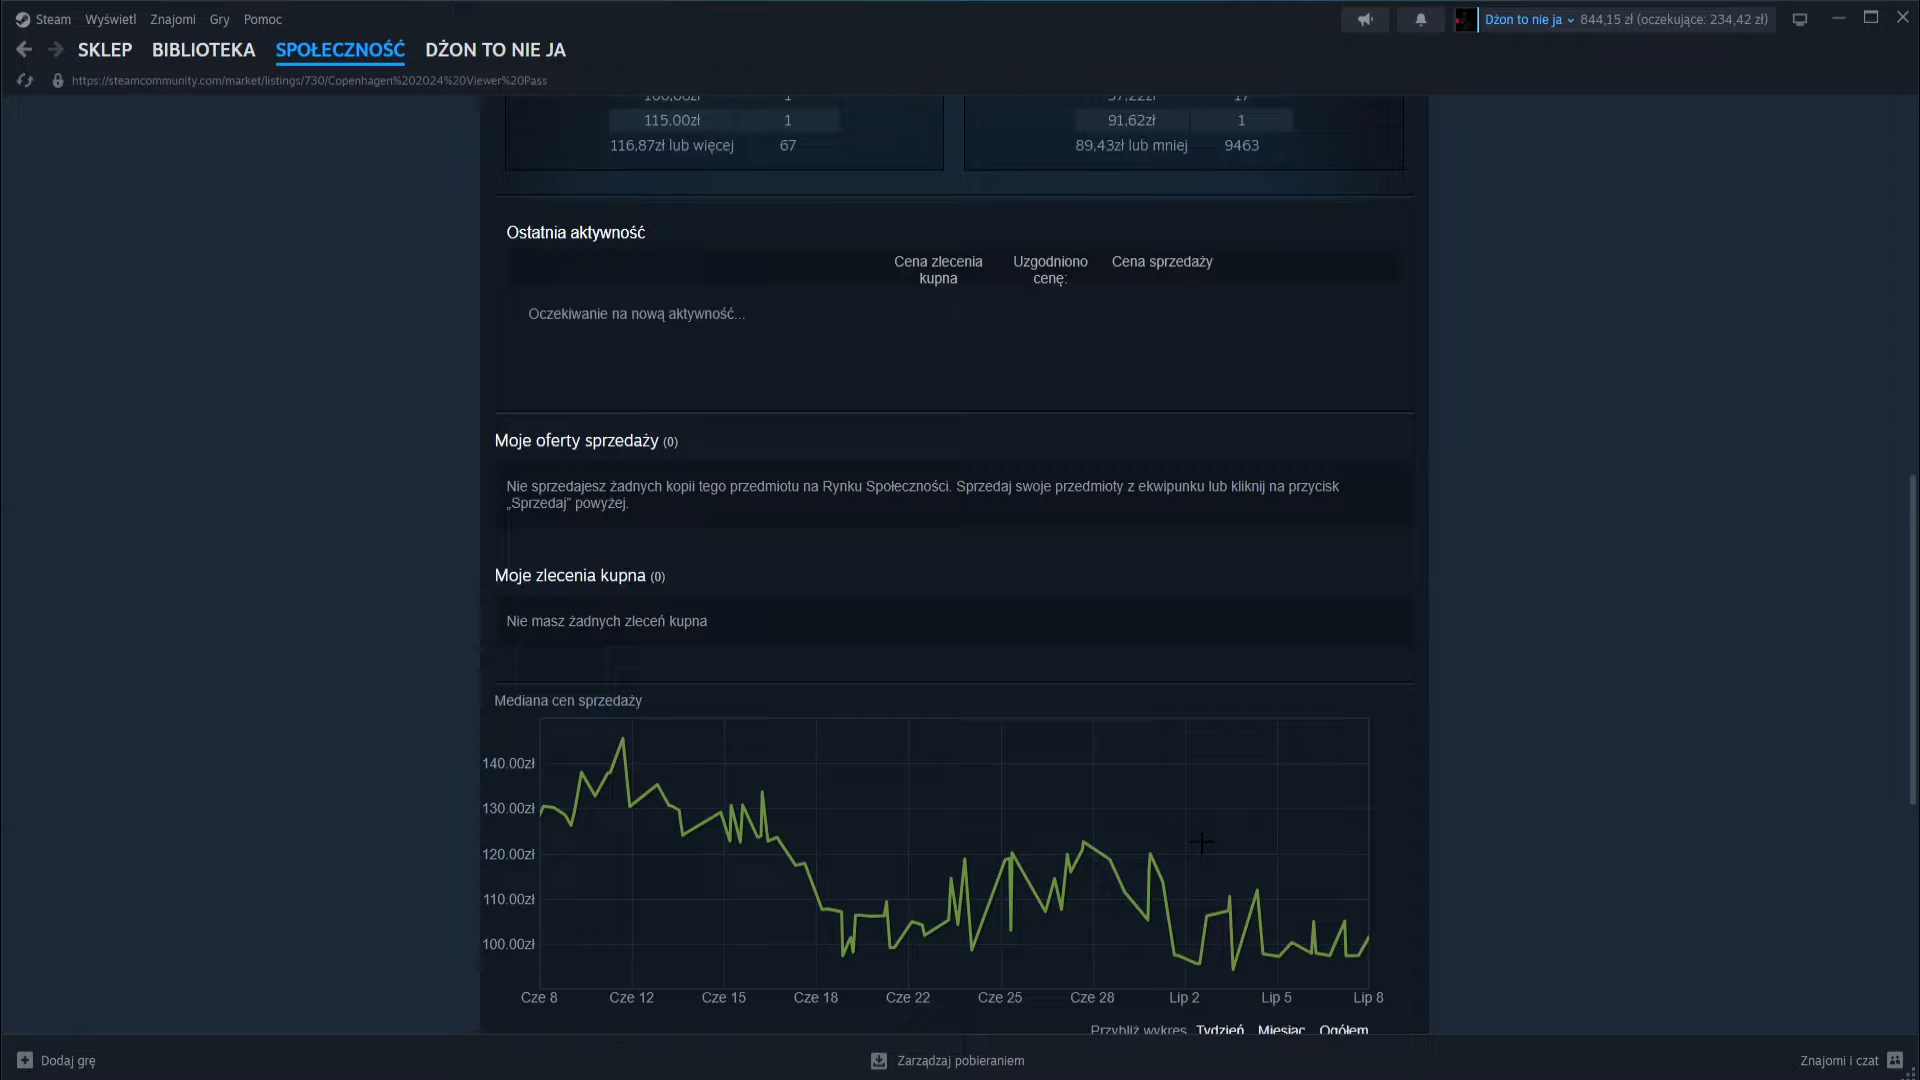 Steam Wyświetl Znajomi Gry Pomoc
Dżon to nie ja 844,15 zł (oczekujące: 234,42 zł)
SKLEP BIBLIOTEKA SPOŁECZNOŚĆ DŻON TO NIE JA
https://steamcommunity.com/market/listings/730/Copenhagen%202024%20Viewer%20Pass
115,00zł 1 91,62zł 1
116,87zł lub więcej 67 89,43zł lub mniej 9463
Ostatnia aktywność
Cena zlecenia kupna
Uzgodniono cenę:
Cena sprzedaży
Oczekiwanie na nową aktywność...
Moje oferty sprzedaży (0)
Nie sprzedajesz żadnych kopii tego przedmiotu na Rynku Społeczności. Sprzedaj swoje przedmioty z ekwipunku lub kliknij na przycisk
„Sprzedaj” powyżej.
Moje zlecenia kupna (0)
Nie masz żadnych zleceń kupna
Mediana cen sprzedaży
140.00zł
130.00zł
120.00zł
110.00zł
100.00zł
Cze 8 Cze 12 Cze 15 Cze 18 Cze 22 Cze 25 Cze 28 Lip 2 Lip 5 Lip 8
Przybliż wykres Tydzień Miesiąc Ogółem
Dodaj grę Zarządzaj pobieraniem Znajomi i czat